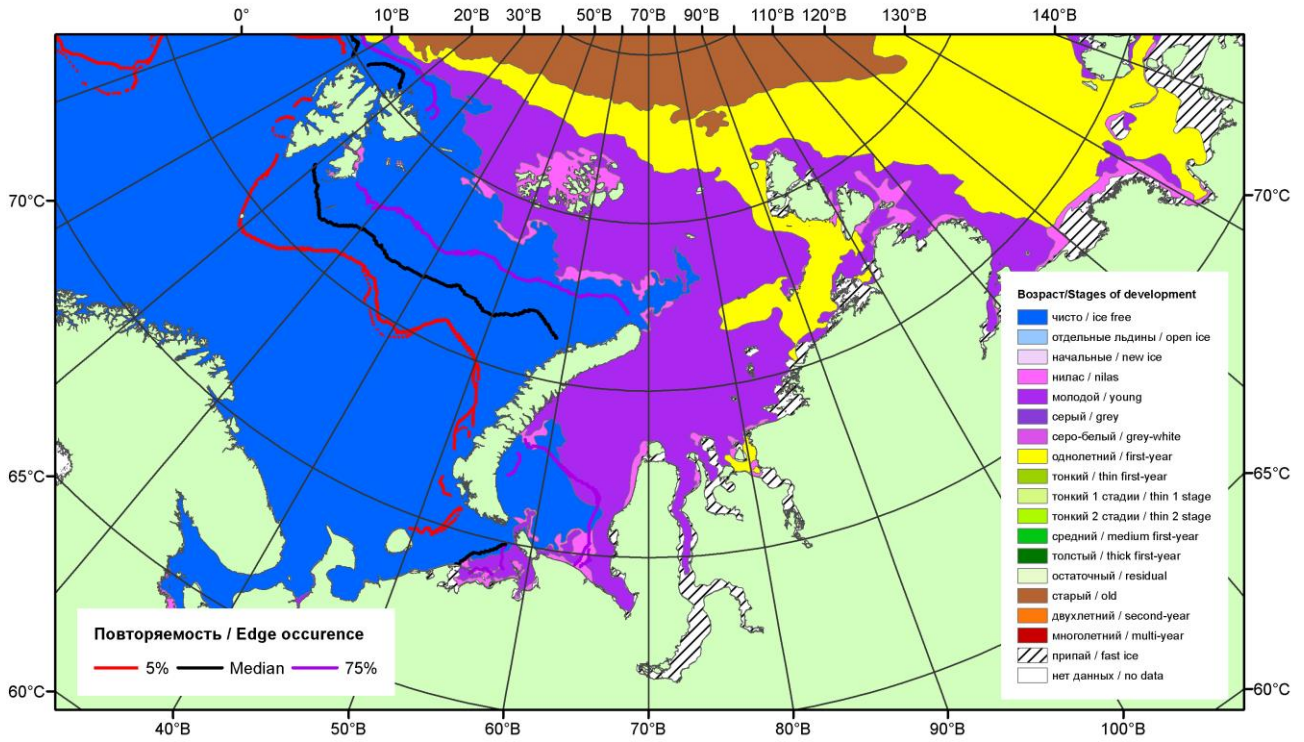 0° 10°В 20°В 30°В 50°В 70°В 90°В 110°В 120°В 130°В 140°В
70°С 70°С
65°С 65°С
60°С 60°С
40°В 50°В 60°В 70°В 80°В 90°В 100°В
Возраст/Stages of development
чисто / ice free
отдельные льдины / open ice
начальные / new ice
нилас / nilas
молодой / young
серый / grey
серо-белый / grey-white
однолетний / first-year
тонкий / thin first-year
тонкий 1 стадии / thin 1 stage
тонкий 2 стадии / thin 2 stage
средний / medium first-year
толстый / thick first-year
остаточный / residual
старый / old
двухлетний / second-year
многолетний / multi-year
припай / fast ice
нет данных / no data
Повторяемость / Edge occurence
5% Median 75%